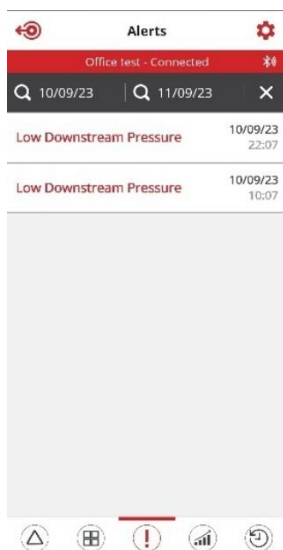 Alerts
Office test - Connected
10/09/23 11/09/23
Low Downstream Pressure 10/09/23
22:07
Low Downstream Pressure 10/09/23
10:07